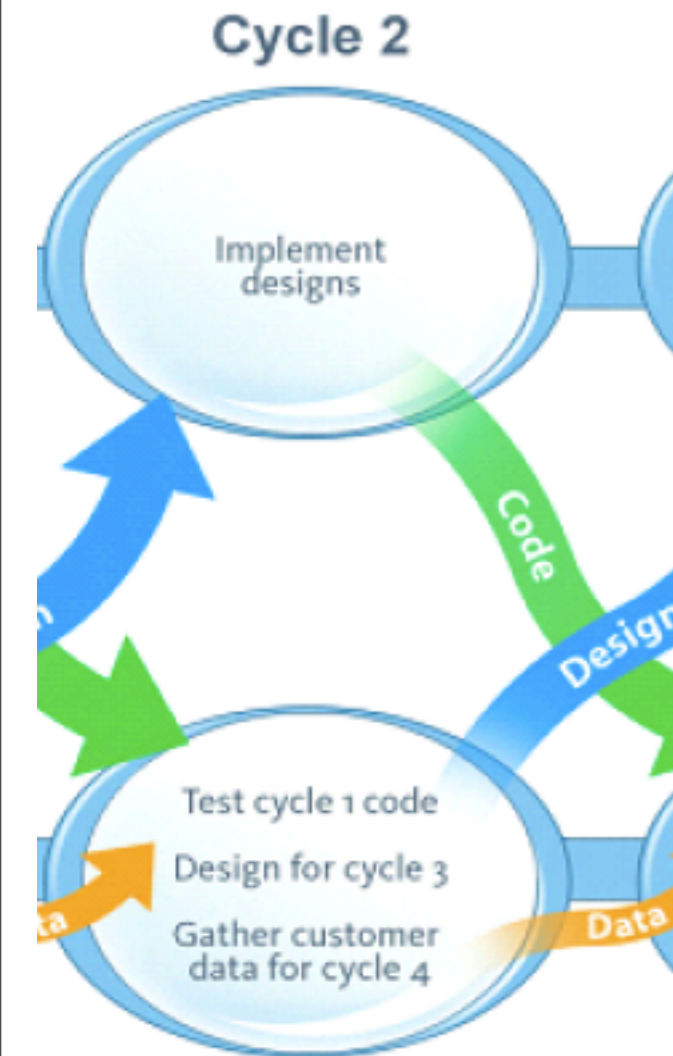 Cycle 2
Implement
designs
Code
Design
Test cycle 1 code
Design for cycle 3
Gather customer
data for cycle 4
Data